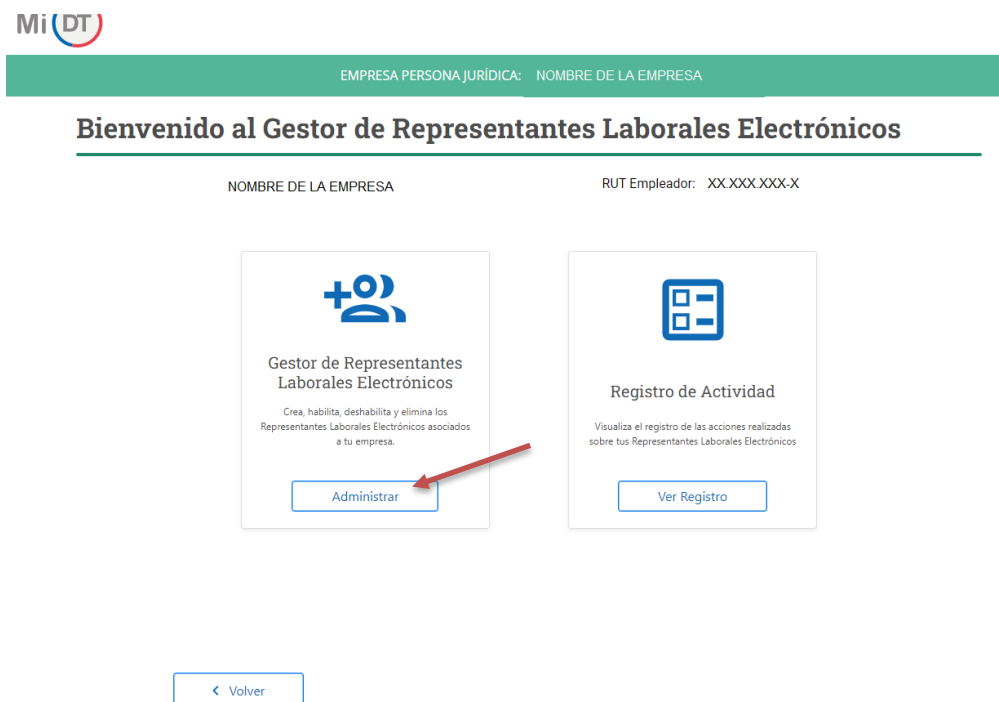 Mi DT
EMPRESA PERSONA JURÍDICA: NOMBRE DE LA EMPRESA
Bienvenido al Gestor de Representantes Laborales Electrónicos
NOMBRE DE LA EMPRESA
RUT Empleador: XX.XXX.XXX-X
Gestor de Representantes
Laborales Electrónicos
Crea, habilita, deshabilita y elimina los
Representantes Laborales Electrónicos asociados
a tu empresa.
Administrar
Registro de Actividad
Visualiza el registro de las acciones realizadas
sobre tus Representantes Laborales Electrónicos
Ver Registro
Volver